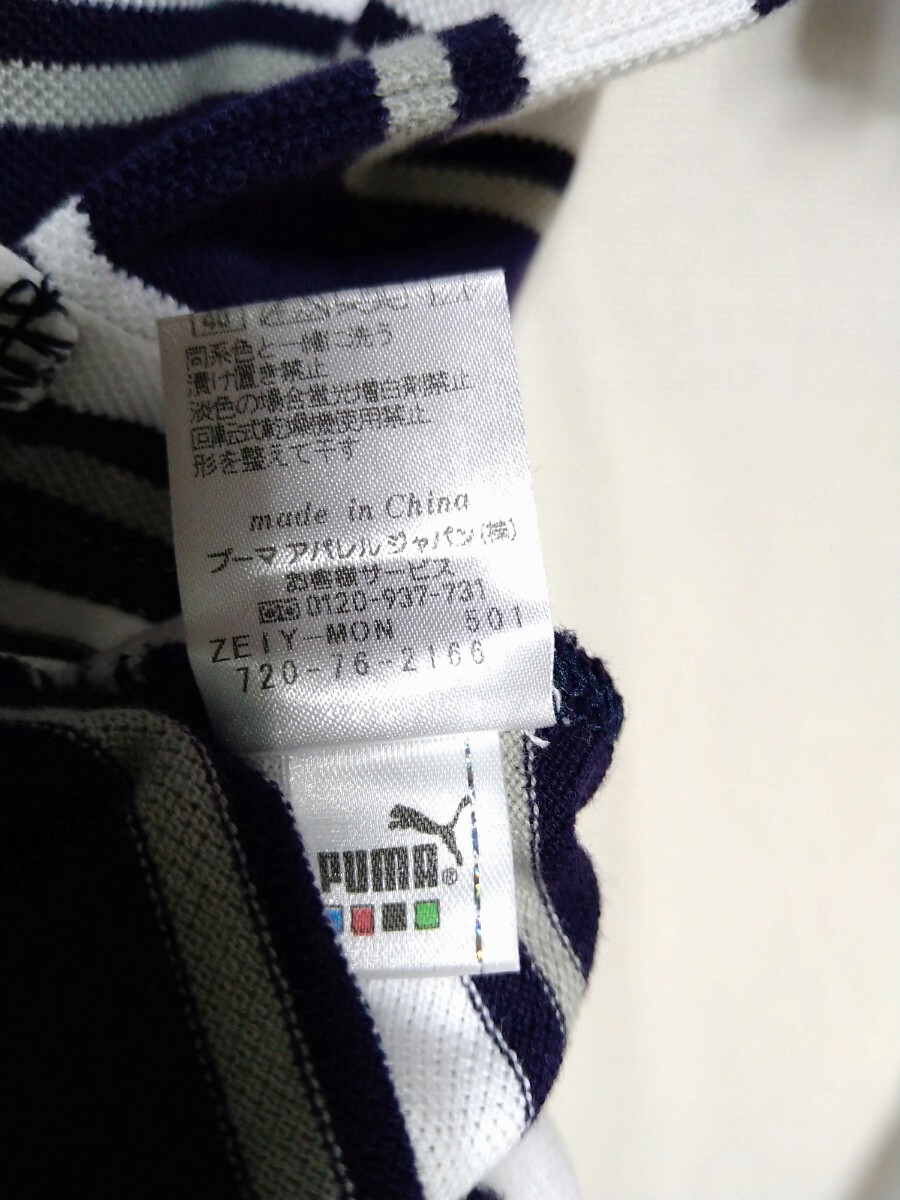 同系色と一緒に洗う
漬け置き禁止
淡色の場合蛍光増白剤禁止
回転式乾燥機使用禁止
形を整えて干す
made in China
プーマ アパレル ジャパン(株)
お客様サービス
0120-937-731
ZEIY-MON 501
720-76-2166
PUMA®